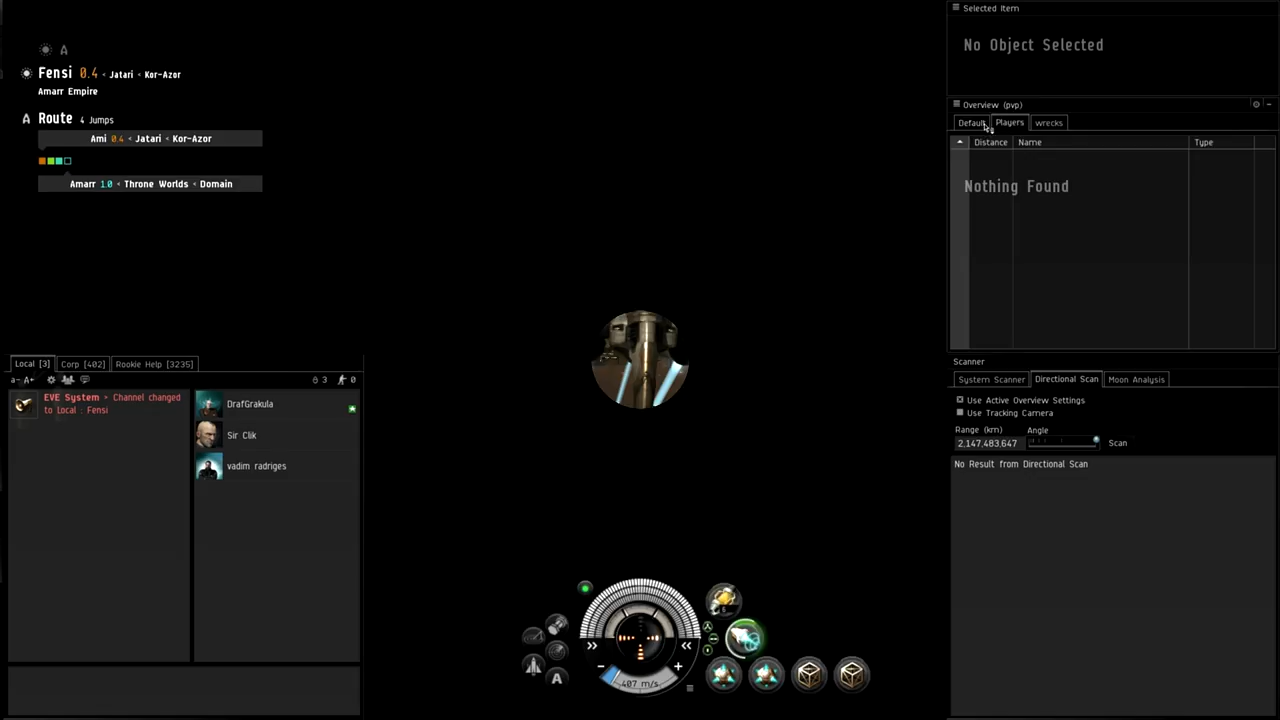 A
Fensi 0.4 < Jatari < Kor-Azor
Amarr Empire
A Route 4 Jumps
Ami 0.4 < Jatari < Kor-Azor
Amarr 1.0 < Throne Worlds < Domain
Local [3] Corp [402] Rookie Help [3235]
a- A+ 3 0
EVE System > Channel changed
to Local : Fensi
DrafGrakula
Sir Clik
vadim radriges
407 m/s
A
Selected Item
No Object Selected
Overview (pvp)
Default Players wrecks
Distance Name Type
Nothing Found
Scanner
System Scanner Directional Scan Moon Analysis
Use Active Overview Settings
Use Tracking Camera
Range (km) Angle
2,147,483,647 Scan
No Result from Directional Scan